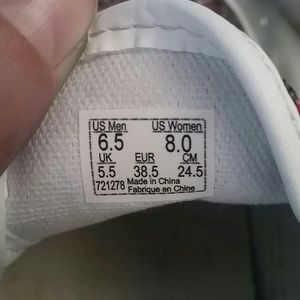 US Men US Women
6.5 8.0
UK EUR CM
5.5 38.5 24.5
721278 Made in China
Fabrique en Chine